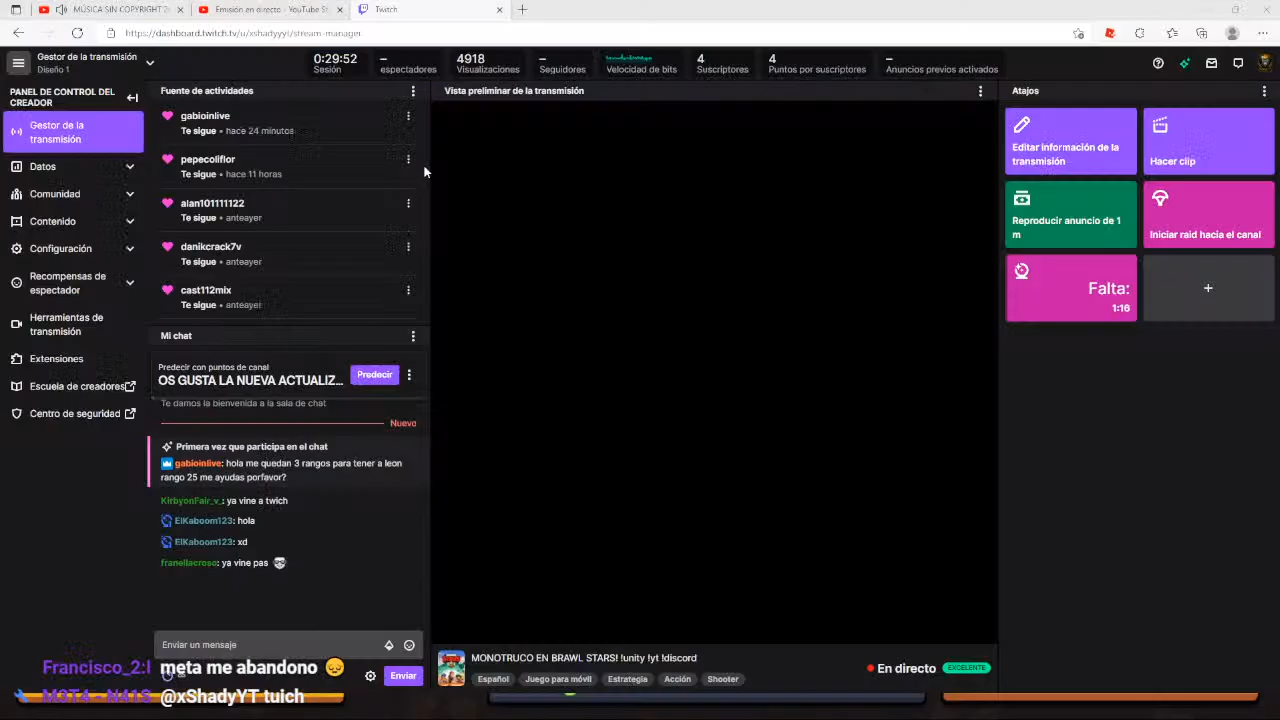 MÚSICA SIN COPYRIGHT 2
Emisión en directo - YouTube St
Twitch
https://dashboard.twitch.tv/u/xshadyyt/stream-manager
Gestor de la transmisión
Diseño 1
0:29:52
Sesión
–
espectadores
4918
Visualizaciones
–
Seguidores
Velocidad de bits
4
Suscriptores
4
Puntos por suscriptores
–
Anuncios previos activados
PANEL DE CONTROL DEL
CREADOR
Gestor de la
transmisión
Datos
Comunidad
Contenido
Configuración
Recompensas de
espectador
Herramientas de
transmisión
Extensiones
Escuela de creadores
Centro de seguridad
Fuente de actividades
gabioinlive
Te sigue • hace 24 minutos
pepecoliflor
Te sigue • hace 11 horas
alan101111122
Te sigue • anteayer
danikcrack7v
Te sigue • anteayer
cast112mix
Te sigue • anteayer
Mi chat
Predecir con puntos de canal
OS GUSTA LA NUEVA ACTUALIZ...
Predecir
Te damos la bienvenida a la sala de chat
Nuevo
Primera vez que participa en el chat
gabioinlive: hola me quedan 3 rangos para tener a leon
rango 25 me ayudas porfavor?
KirbyonFair_v_: ya vine a twich
ElKaboom123: hola
ElKaboom123: xd
franellacroso: ya vine pas
Enviar un mensaje
Enviar
Francisco_2:I meta me abandono 😔
@xShadyYT tuich
Vista preliminar de la transmisión
MONOTRUCO EN BRAWL STARS! !unity !yt !discord
Español
Juego para móvil
Estrategia
Acción
Shooter
En directo
EXCELENTE
Atajos
Editar información de la
transmisión
Hacer clip
Reproducir anuncio de 1
m
Iniciar raid hacia el canal
Falta:
1:16
+